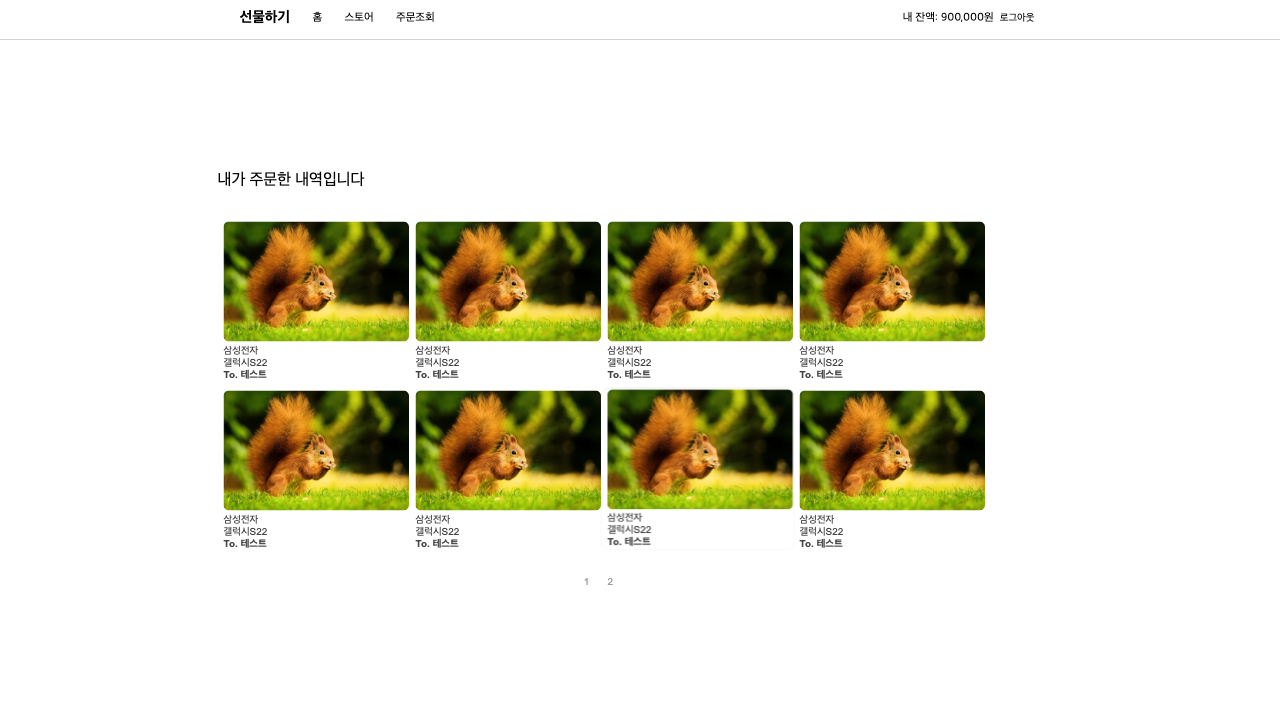 선물하기 홈 스토어 주문조회 내 잔액: 900,000원 로그아웃
내가 주문한 내역입니다
삼성전자 삼성전자 삼성전자 삼성전자
갤럭시S22 갤럭시S22 갤럭시S22 갤럭시S22
To. 테스트 To. 테스트 To. 테스트 To. 테스트
삼성전자 삼성전자 삼성전자 삼성전자
갤럭시S22 갤럭시S22 갤럭시S22 갤럭시S22
To. 테스트 To. 테스트 To. 테스트 To. 테스트
1 2